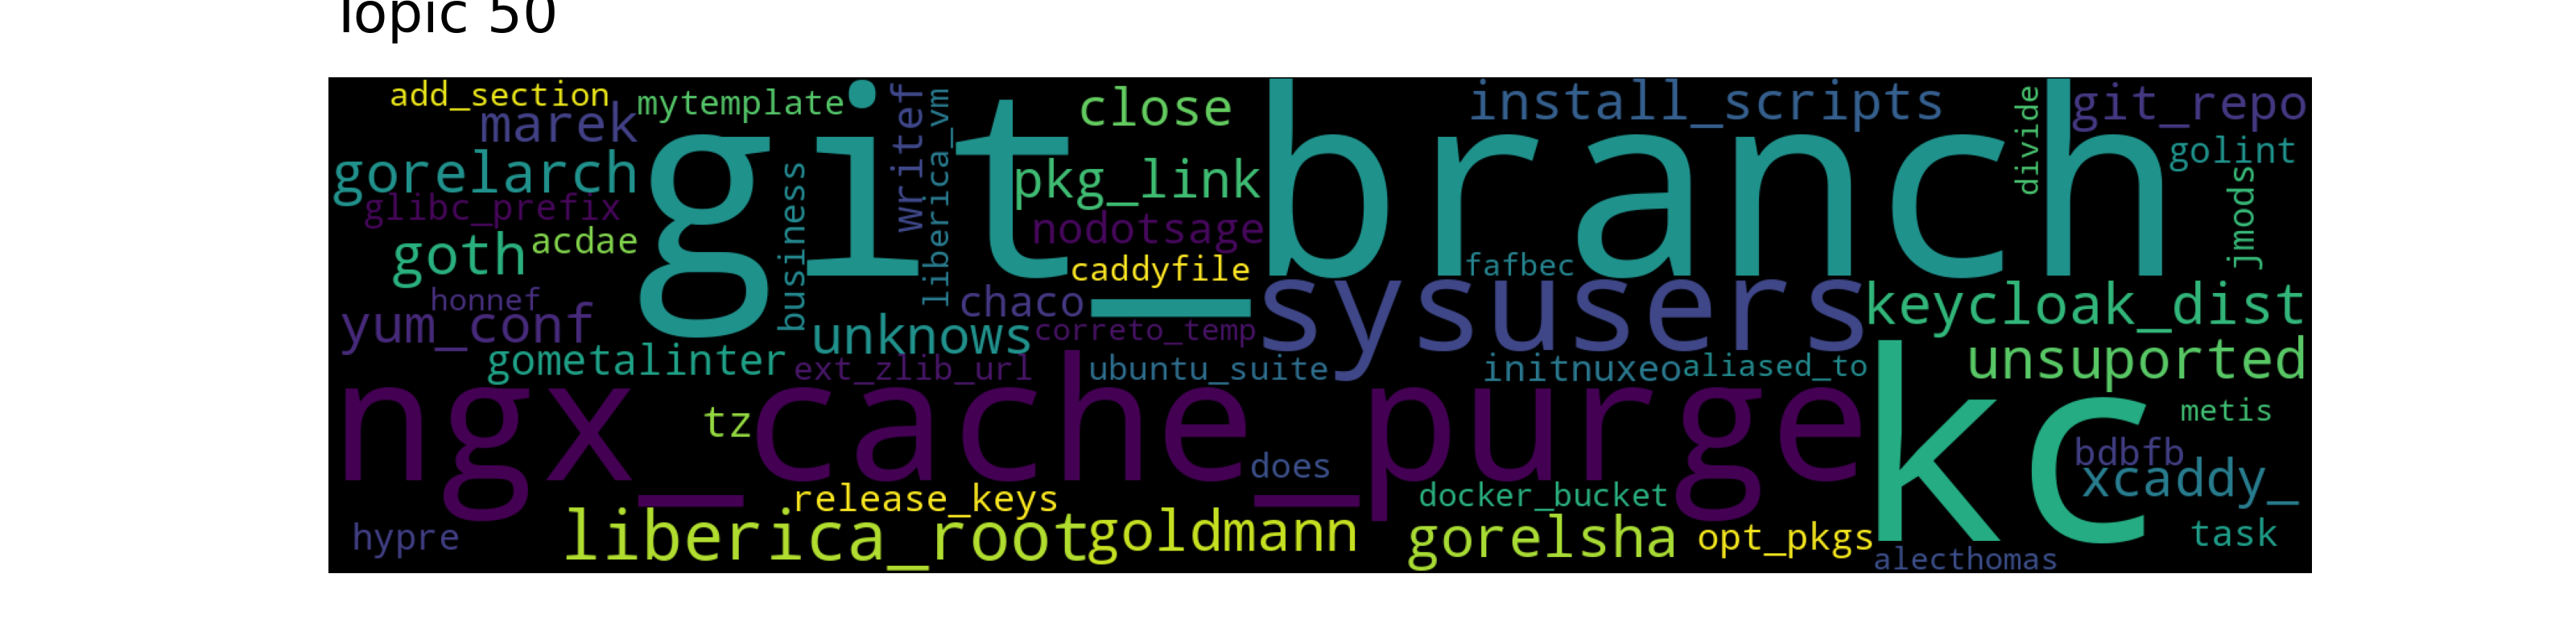 Topic 50
add_section
mytemplate
marek
writef
liberica_vm
close
install_scripts
divide
git_repo
git_branch
golint
gorelarch
business
pkg_link
jmods
glibc_prefix
nodotsage
goth
acdae
caddyfile
fafbec
honnef
chaco
sysusers
keycloak_dist
yum_conf
unknows
correto_temp
gometalinter
ext_zlib_url
ubuntu_suite
initnuxeo
aliased_to
unsuported
ngx_cache_purge
tz
kc
metis
does
bdbfb
xcaddy_
release_keys
docker_bucket
hypre
liberica_root
goldmann
gorelsha
opt_pkgs
task
alecthomas